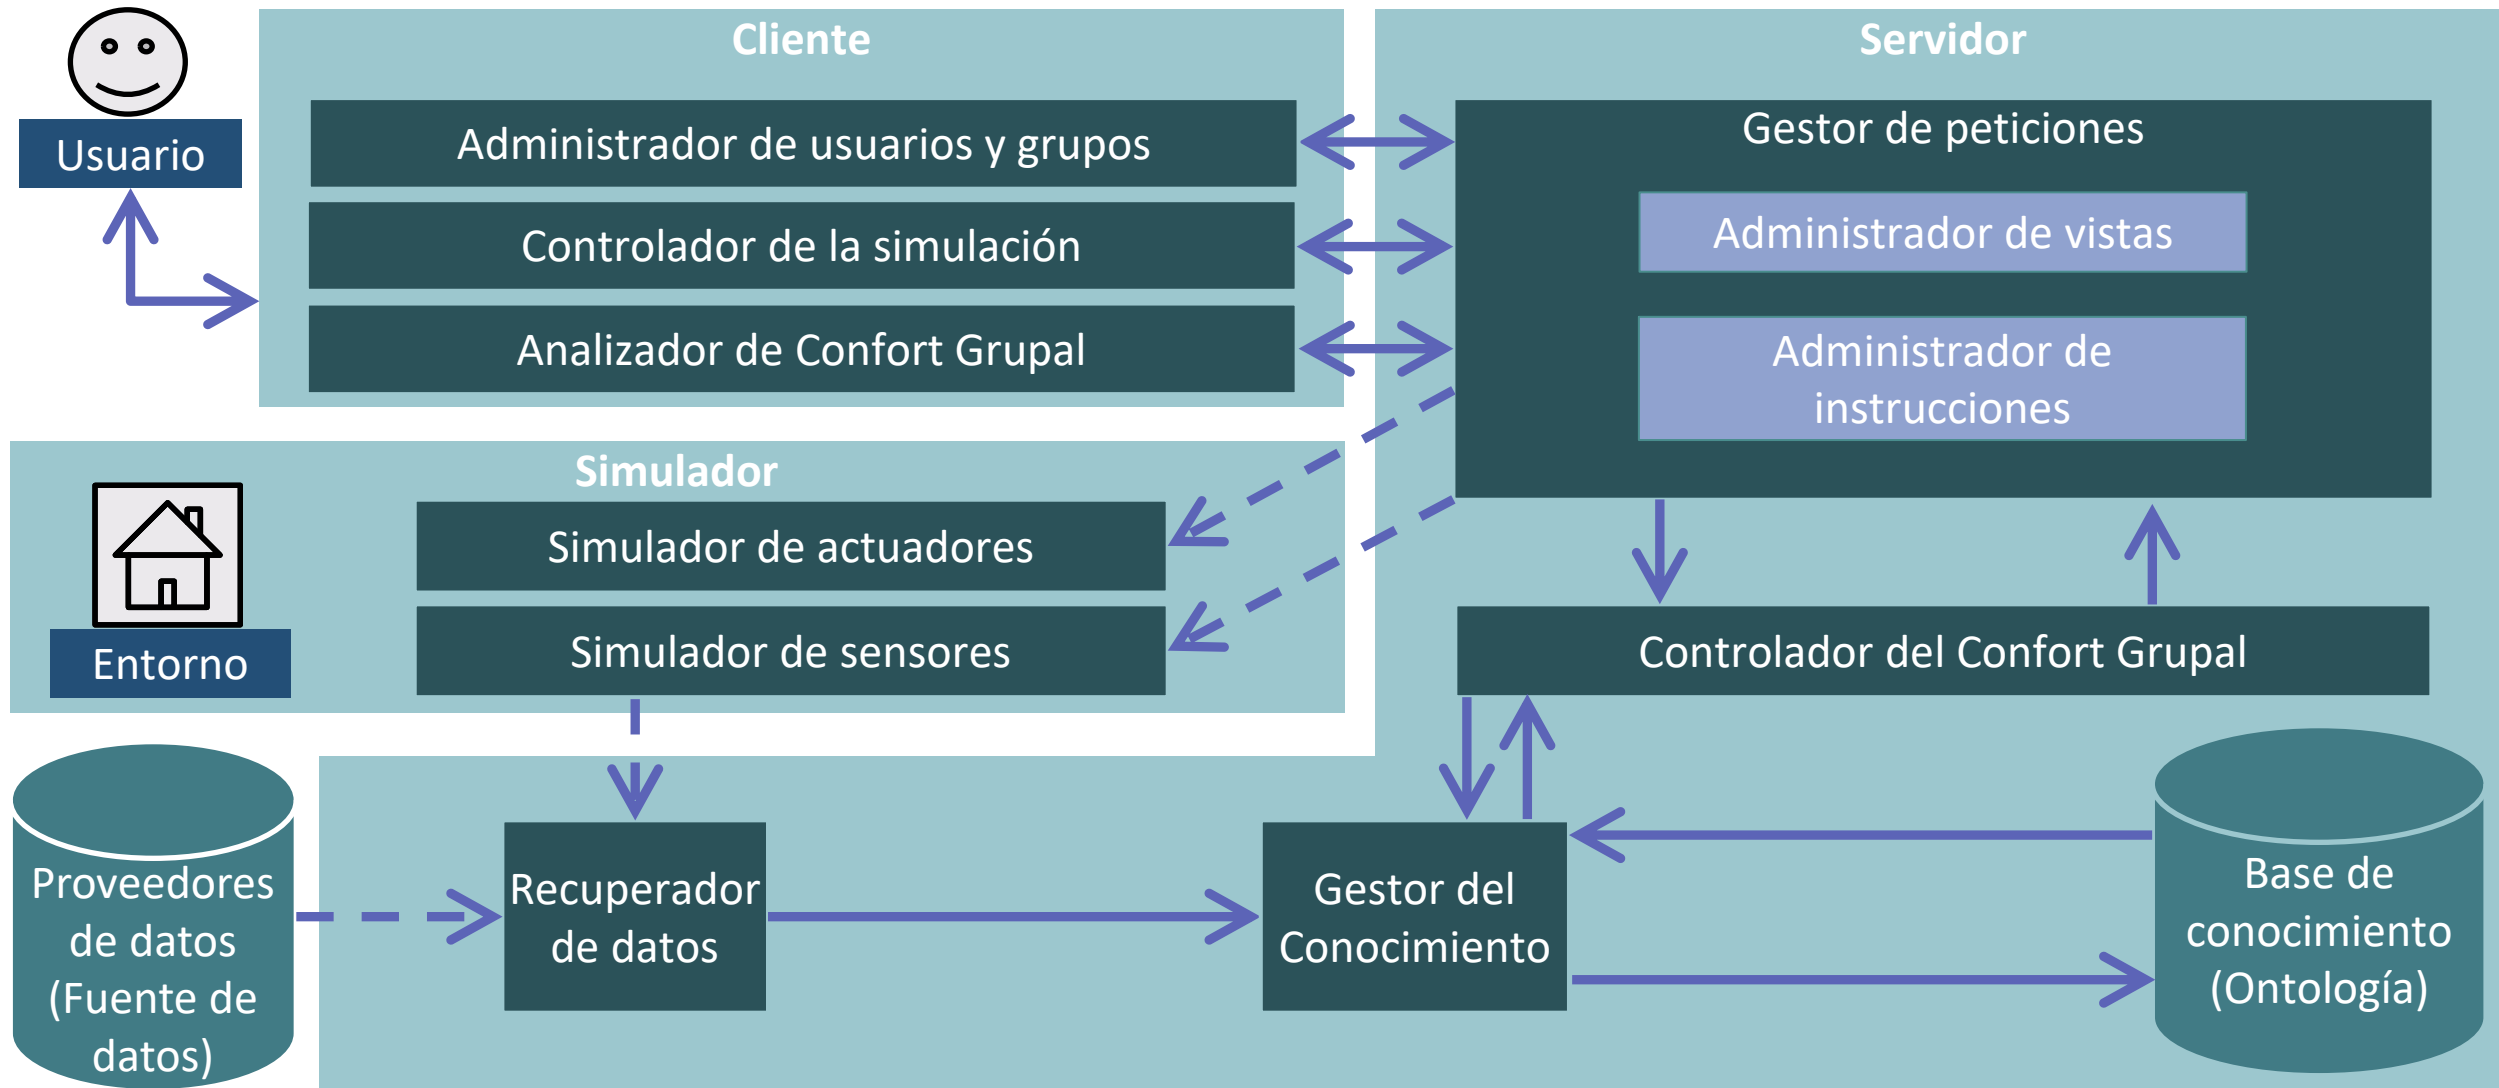 Cliente
Servidor
Usuario
Administrador de usuarios y grupos
Controlador de la simulación
Analizador de Confort Grupal
Gestor de peticiones
Administrador de vistas
Administrador de
instrucciones
Simulador
Entorno
Simulador de actuadores
Simulador de sensores
Controlador del Confort Grupal
Proveedores
de datos
(Fuente de
datos)
Recuperador
de datos
Gestor del
Conocimiento
Base de
conocimiento
(Ontología)